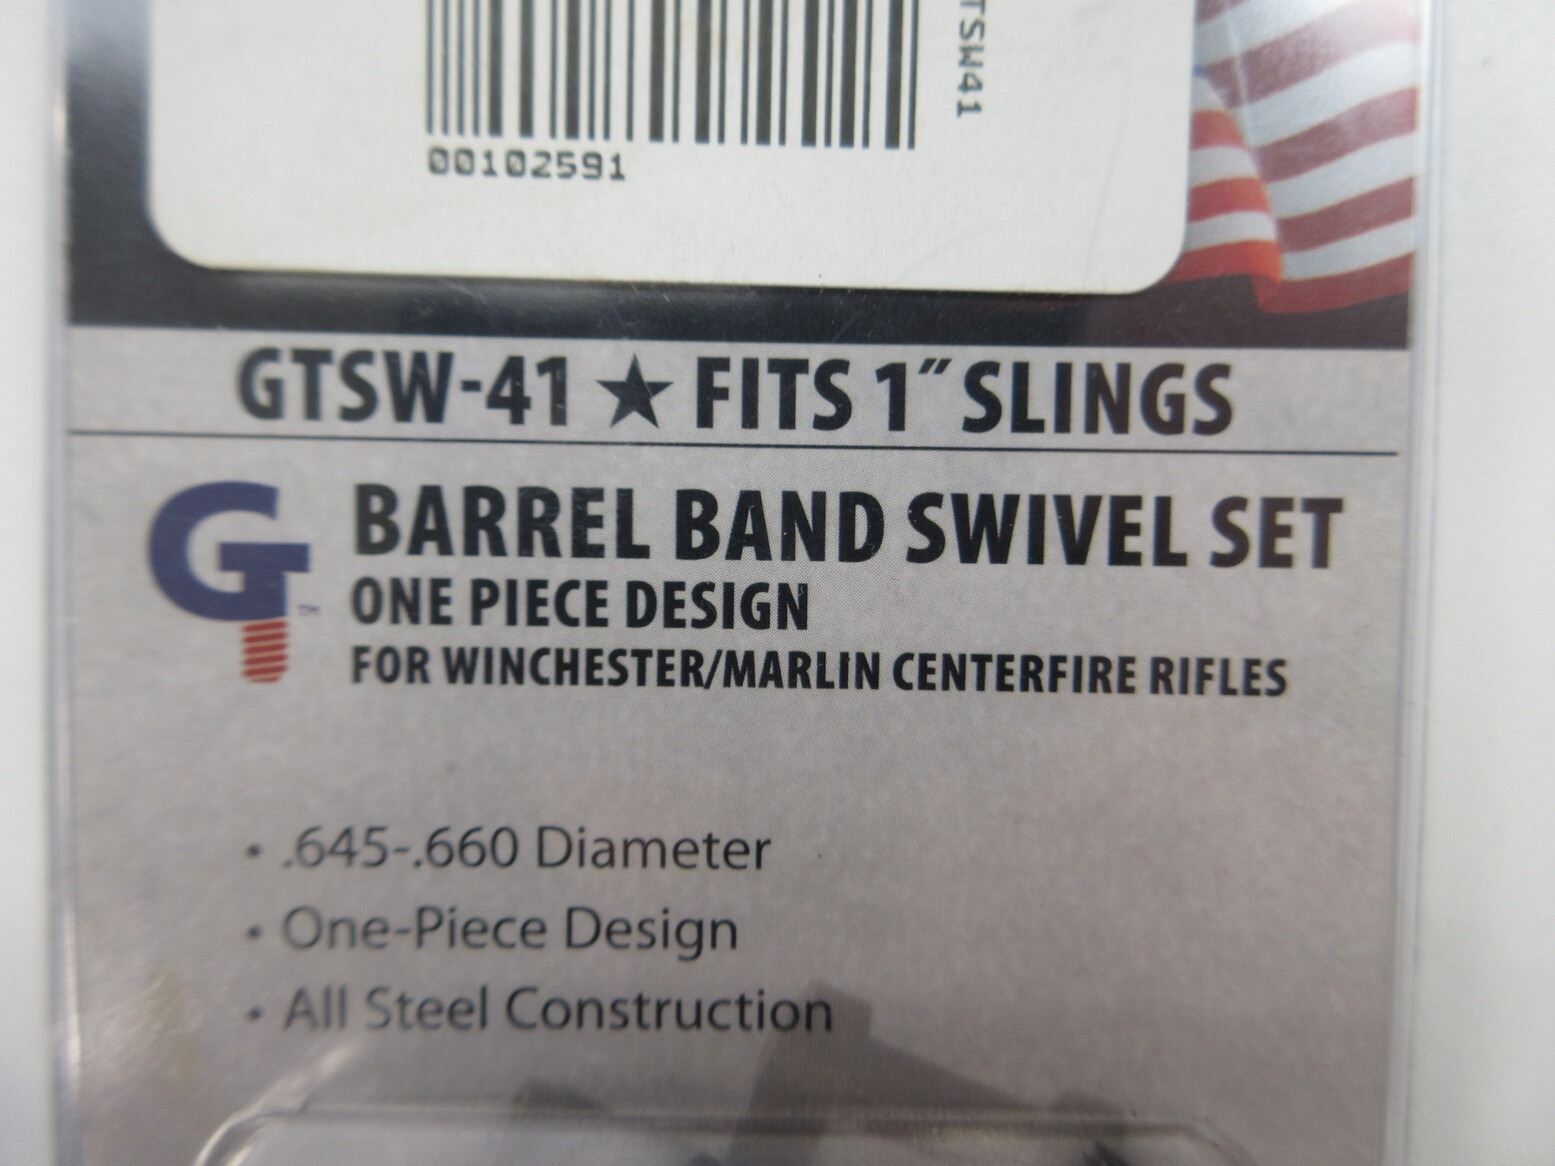 TSW41
00102591
GTSW-41 ★ FITS 1″ SLINGS
G™
BARREL BAND SWIVEL SET
ONE PIECE DESIGN
FOR WINCHESTER/MARLIN CENTERFIRE RIFLES
• .645-.660 Diameter
• One-Piece Design
• All Steel Construction